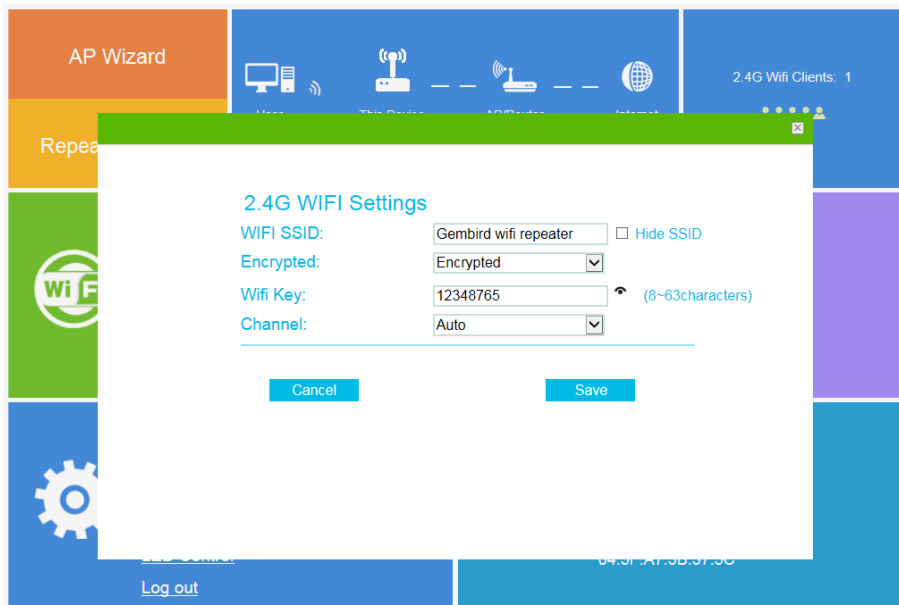 AP Wizard
2.4G Wifi Clients: 1
2.4G WIFI Settings
WIFI SSID: Gembird wifi repeater Hide SSID
Encrypted: Encrypted
Wifi Key: 12348765 (8~63characters)
Channel: Auto
Cancel Save
Log out